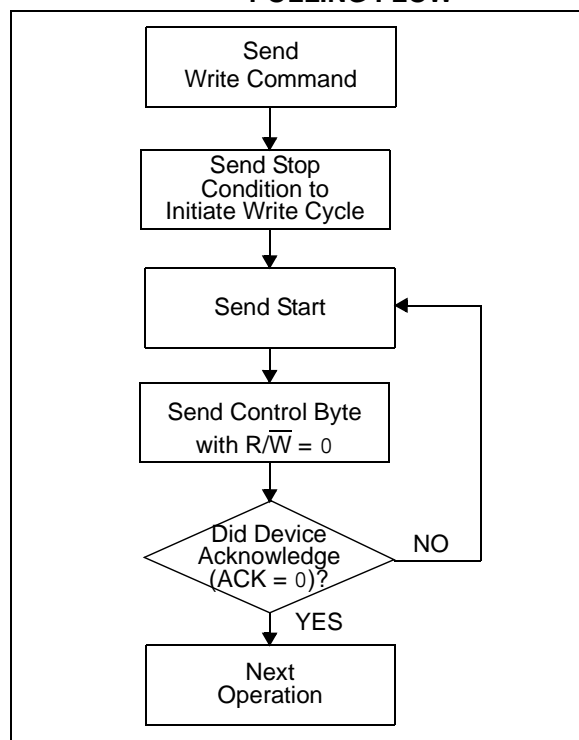 POLLING FLOW
Send
Write Command
Send Stop
Condition to
Initiate Write Cycle
Send Start
Send Control Byte
with R/W̅ = 0
Did Device
Acknowledge
(ACK = 0)?
NO
YES
Next
Operation